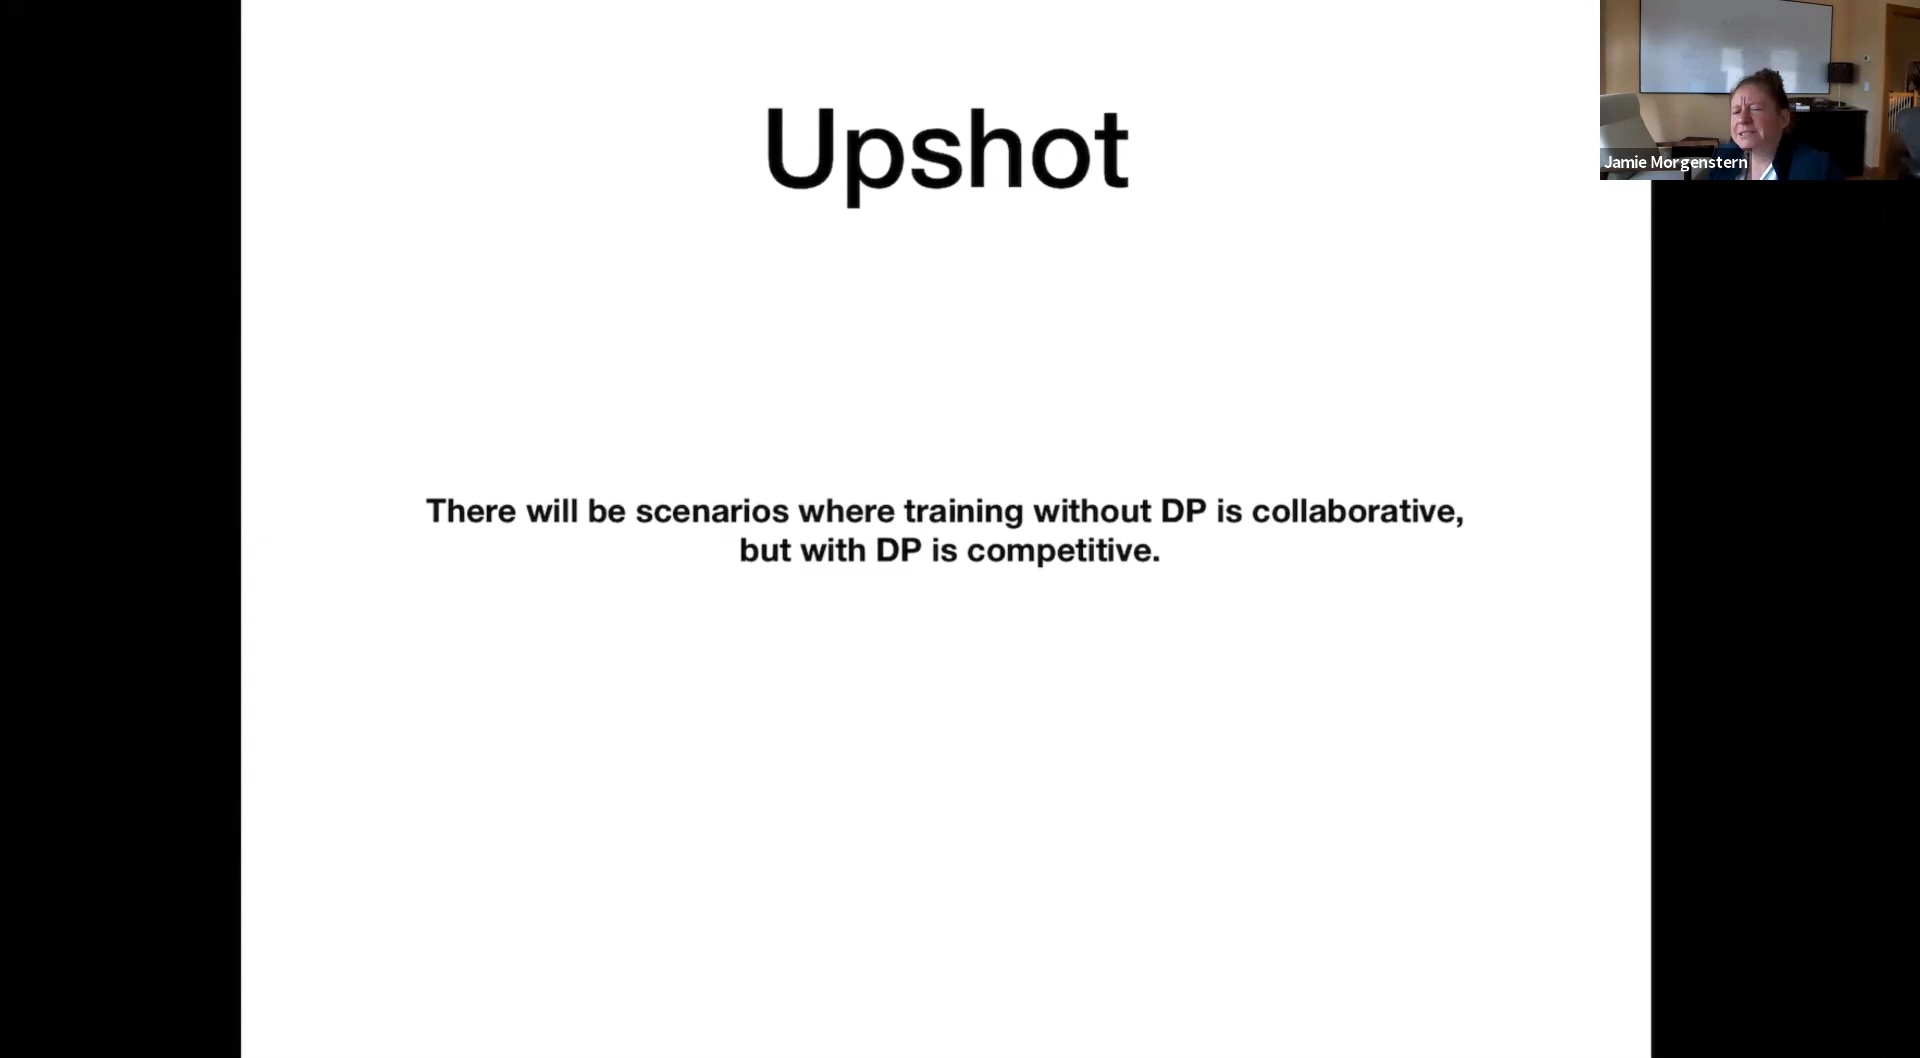 Upshot
Jamie Morgenstern
There will be scenarios where training without DP is collaborative,
but with DP is competitive.